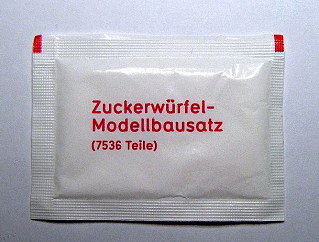 Zuckerwürfel-
Modellbausatz
(7536 Teile)